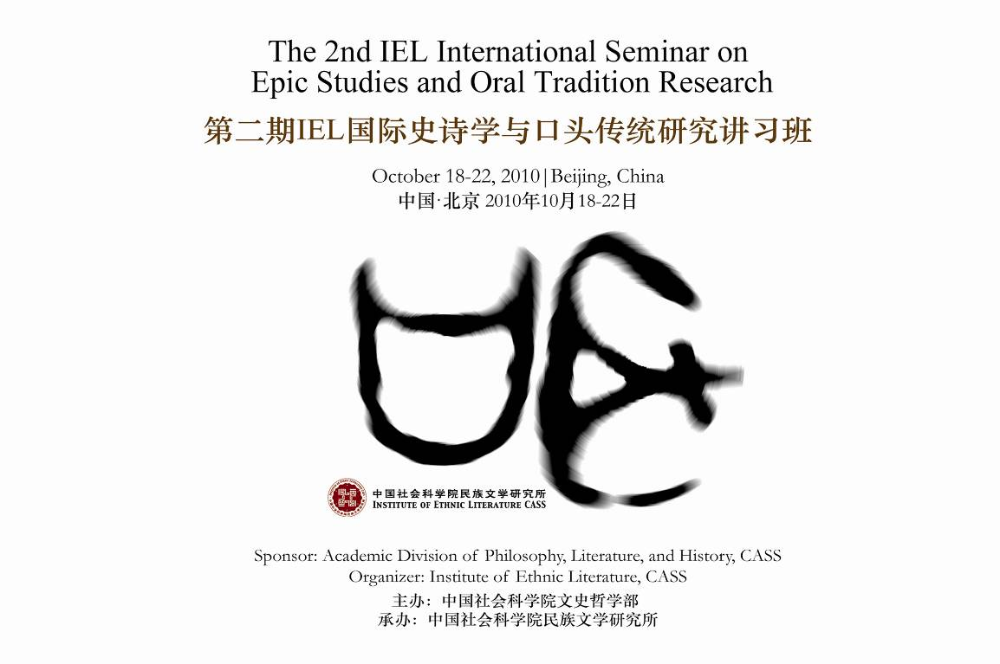 The 2nd IEL International Seminar on
Epic Studies and Oral Tradition Research
第二期IEL国际史诗学与口头传统研究讲习班
October 18-22, 2010|Beijing, China
中国·北京 2010年10月18-22日
中国社会科学院民族文学研究所
INSTITUTE OF ETHNIC LITERATURE CASS
Sponsor: Academic Division of Philosophy, Literature, and History, CASS
Organizer: Institute of Ethnic Literature, CASS
主办：中国社会科学院文史哲学部
承办：中国社会科学院民族文学研究所